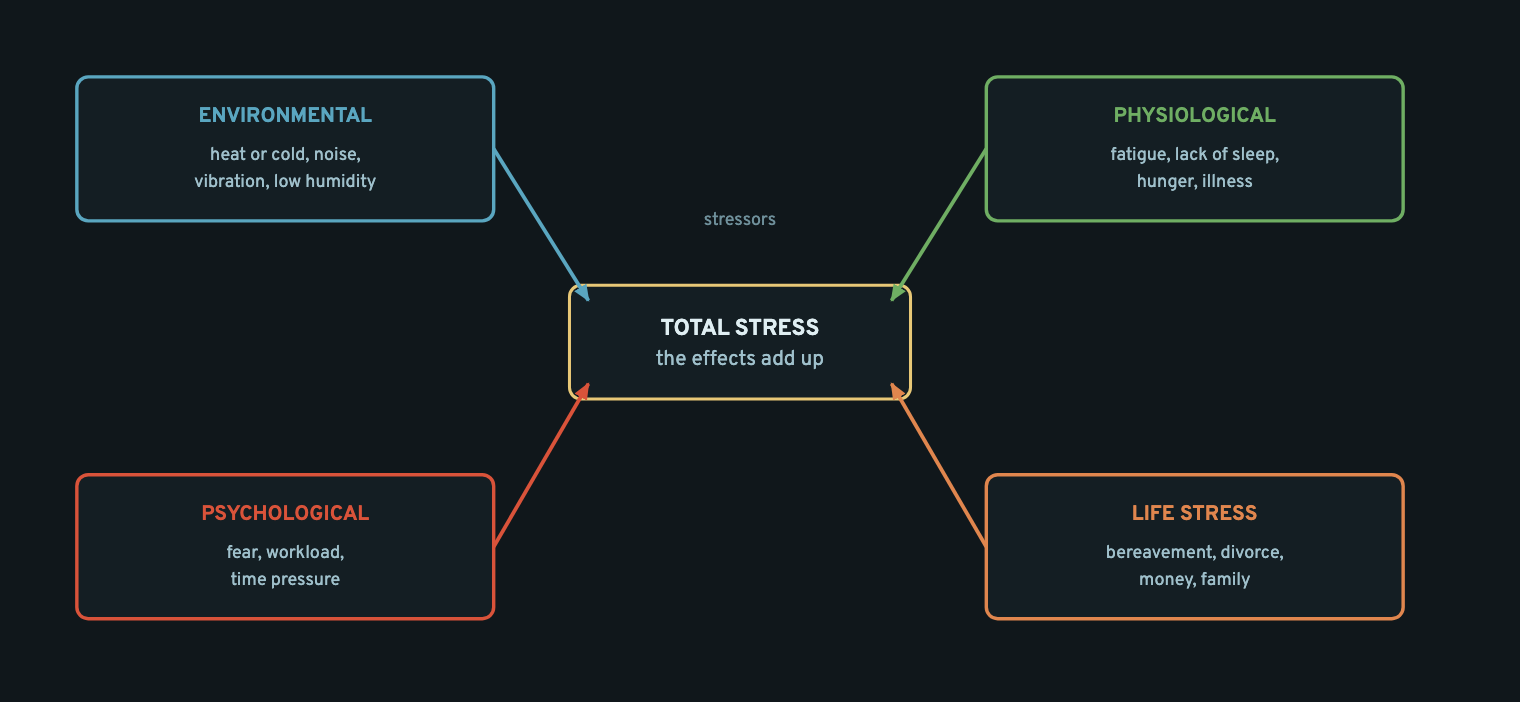 ENVIRONMENTAL
heat or cold, noise,
vibration, low humidity
PHYSIOLOGICAL
fatigue, lack of sleep,
hunger, illness
stressors
TOTAL STRESS
the effects add up
PSYCHOLOGICAL
fear, workload,
time pressure
LIFE STRESS
bereavement, divorce,
money, family